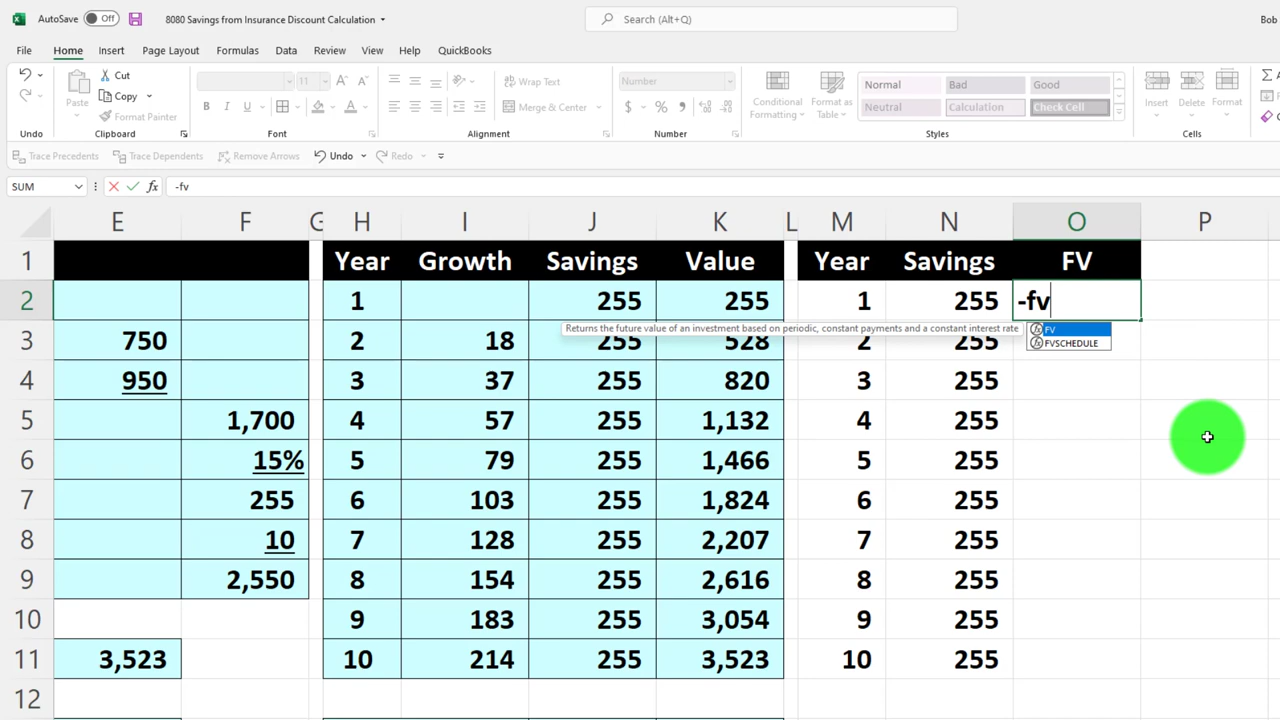 AutoSave Off 8080 Savings from Insurance Discount Calculation Search (Alt+Q) Bob
File Home Insert Page Layout Formulas Data Review View Help QuickBooks
Cut
Copy
Format Painter
Paste
11 A A
B I U A
Wrap Text
Merge & Center
Number
$ %
Conditional Formatting
Format as Table
Normal Bad Good
Neutral Calculation Check Cell
Insert Delete Format
Undo Clipboard Font Alignment Number Styles Cells
Trace Precedents Trace Dependents Remove Arrows Undo Redo
SUM fx -fv
E F G H I J K L M N O P
1 Year Growth Savings Value Year Savings FV
2 1 255 255 1 255 -fv
Returns the future value of an investment based on periodic, constant payments and a constant interest rate
FV
FVSCHEDULE
3 750 2 18 255 528 2 255
4 950 3 37 255 820 3 255
5 1,700 4 57 255 1,132 4 255
6 15% 5 79 255 1,466 5 255
7 255 6 103 255 1,824 6 255
8 10 7 128 255 2,207 7 255
9 2,550 8 154 255 2,616 8 255
10 9 183 255 3,054 9 255
11 3,523 10 214 255 3,523 10 255
12